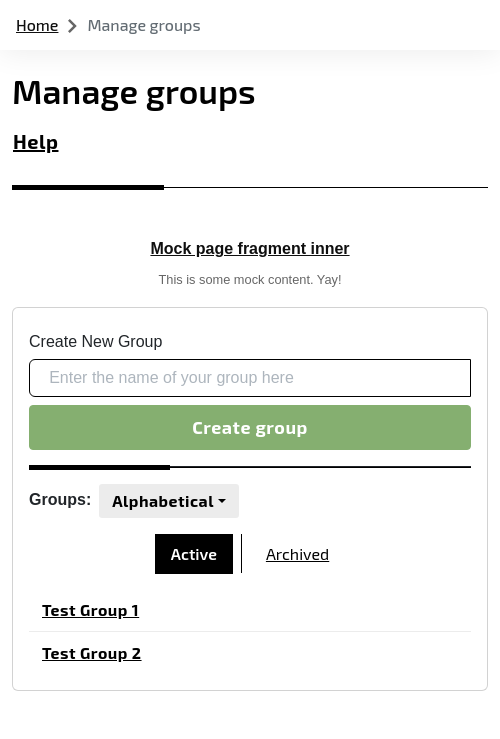 Home Manage groups
Manage groups
Help
Mock page fragment inner
This is some mock content. Yay!
Create New Group
Enter the name of your group here
Create group
Groups: Alphabetical
Active Archived
Test Group 1
Test Group 2